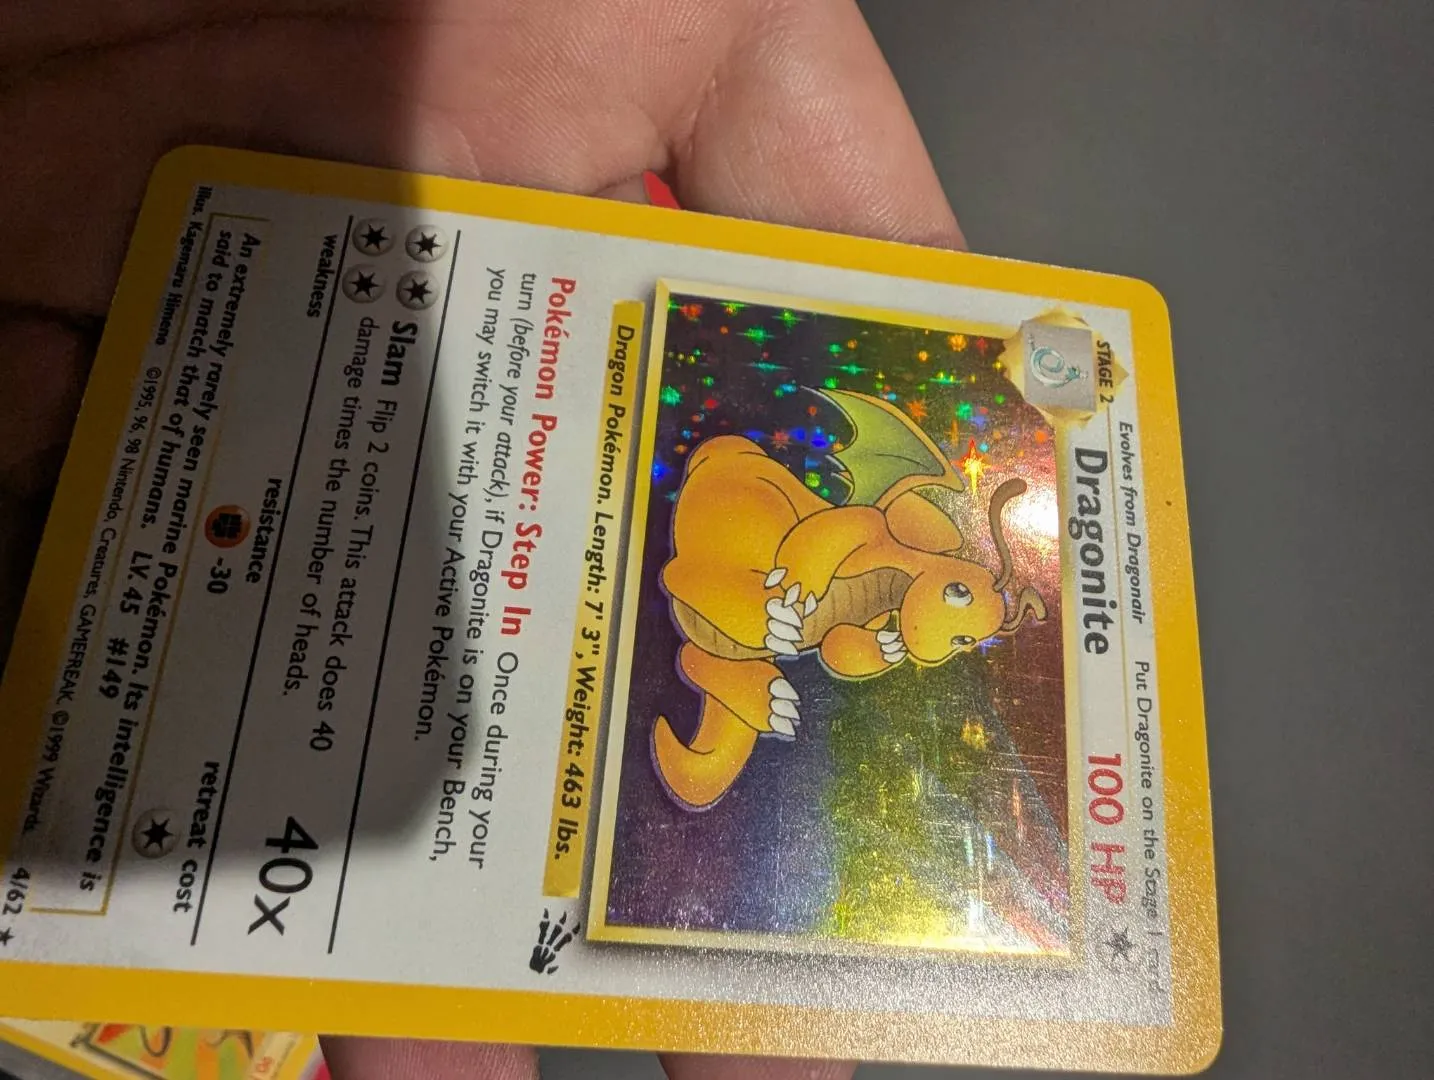 Evolves from Dragonair Put Dragonite on the Stage 1 card
STAGE 2
Dragonite 100 HP
Dragon Pokémon. Length: 7' 3", Weight: 463 lbs.
Pokémon Power: Step In Once during your
turn (before your attack), if Dragonite is on your Bench,
you may switch it with your Active Pokémon.
Slam Flip 2 coins. This attack does 40
damage times the number of heads.
40x
weakness resistance retreat cost
-30
An extremely rarely seen marine Pokémon. Its intelligence is
said to match that of humans. LV. 45 #149
Illus. Kagemaru Himeno ©1995, 96, 98 Nintendo, Creatures, GAMEFREAK. ©1999 Wizards. 4/62